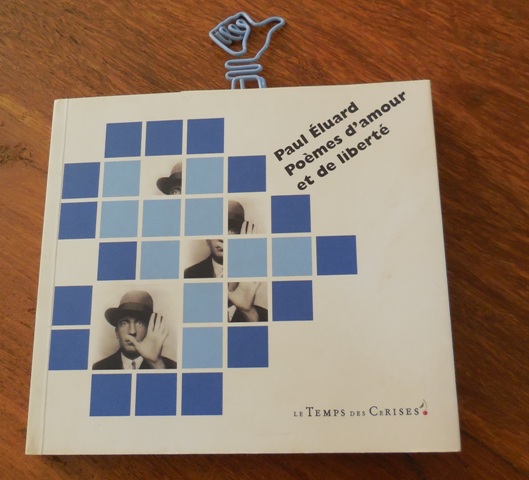 Paul Éluard
Poèmes d'amour
et de liberté
LE TEMPS DES CERISES